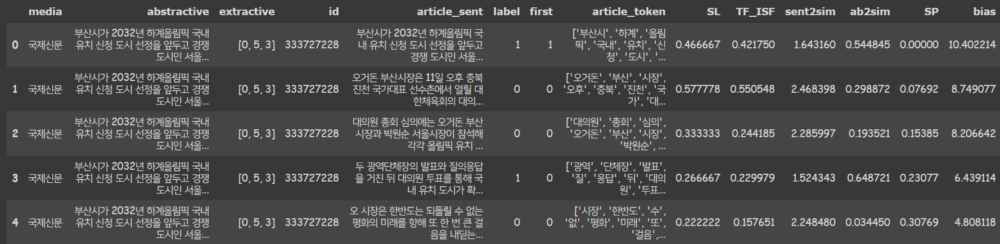 media abstractive extractive id article_sent label first article_token SL TF_ISF sent2sim ab2sim SP bias
부산시가 2032년 하계올림픽 국내 부산시가 2032년 하계올림픽 국 ['부산시', '하계', '올림
0 국제신문 유치 신청 도시 선정을 앞두고 경쟁 [0, 5, 3] 333727228 내 유치 신청 도시 선정을 앞두고 1 1 픽', '국내', '유치', '신 0.466667 0.421750 1.643160 0.544845 0.00000 10.402214
도시인 서울... 경쟁 도시인 서울... 청', '도시', '...
부산시가 2032년 하계올림픽 국내 오거돈 부산시장은 11일 오후 충북 ['오거돈', '부산', '시장',
1 국제신문 유치 신청 도시 선정을 앞두고 경쟁 [0, 5, 3] 333727228 진천 국가대표 선수촌에서 열릴 대 0 0 '오후', '충북', '진천', '국 0.577778 0.550548 2.468398 0.298872 0.07692 8.749077
도시인 서울... 한체육회의 대의... 가', '대...
부산시가 2032년 하계올림픽 국내 대의원 총회 심의에는 오거돈 부산 ['대의원', '총회', '심의',
2 국제신문 유치 신청 도시 선정을 앞두고 경쟁 [0, 5, 3] 333727228 시장과 박원순 서울시장이 참석해 0 0 '오거돈', '부산', '시장', 0.333333 0.244185 2.285997 0.193521 0.15385 8.206642
도시인 서울... 각각 올림픽 유치 ... '박원순', ...
부산시가 2032년 하계올림픽 국내 두 광역단체장의 발표와 질의응답 ['광역', '단체장', '발표',
3 국제신문 유치 신청 도시 선정을 앞두고 경쟁 [0, 5, 3] 333727228 을 거친 뒤 대의원 투표를 통해 국 1 0 '질', '응답', '뒤', '대의 0.266667 0.229979 1.524343 0.648721 0.23077 6.439114
도시인 서울... 내 유치 도시가 확... 원', '투표...
부산시가 2032년 하계올림픽 국내 오 시장은 한반도는 되돌릴 수 없는 ['시장', '한반도', '수',
4 국제신문 유치 신청 도시 선정을 앞두고 경쟁 [0, 5, 3] 333727228 평화의 미래를 향해 또 한 번 큰 걸 0 0 '없', '평화', '미래', '또', 0.222222 0.157651 2.248480 0.034450 0.30769 4.808118
도시인 서울... 음을 내딛는... '걸음',...